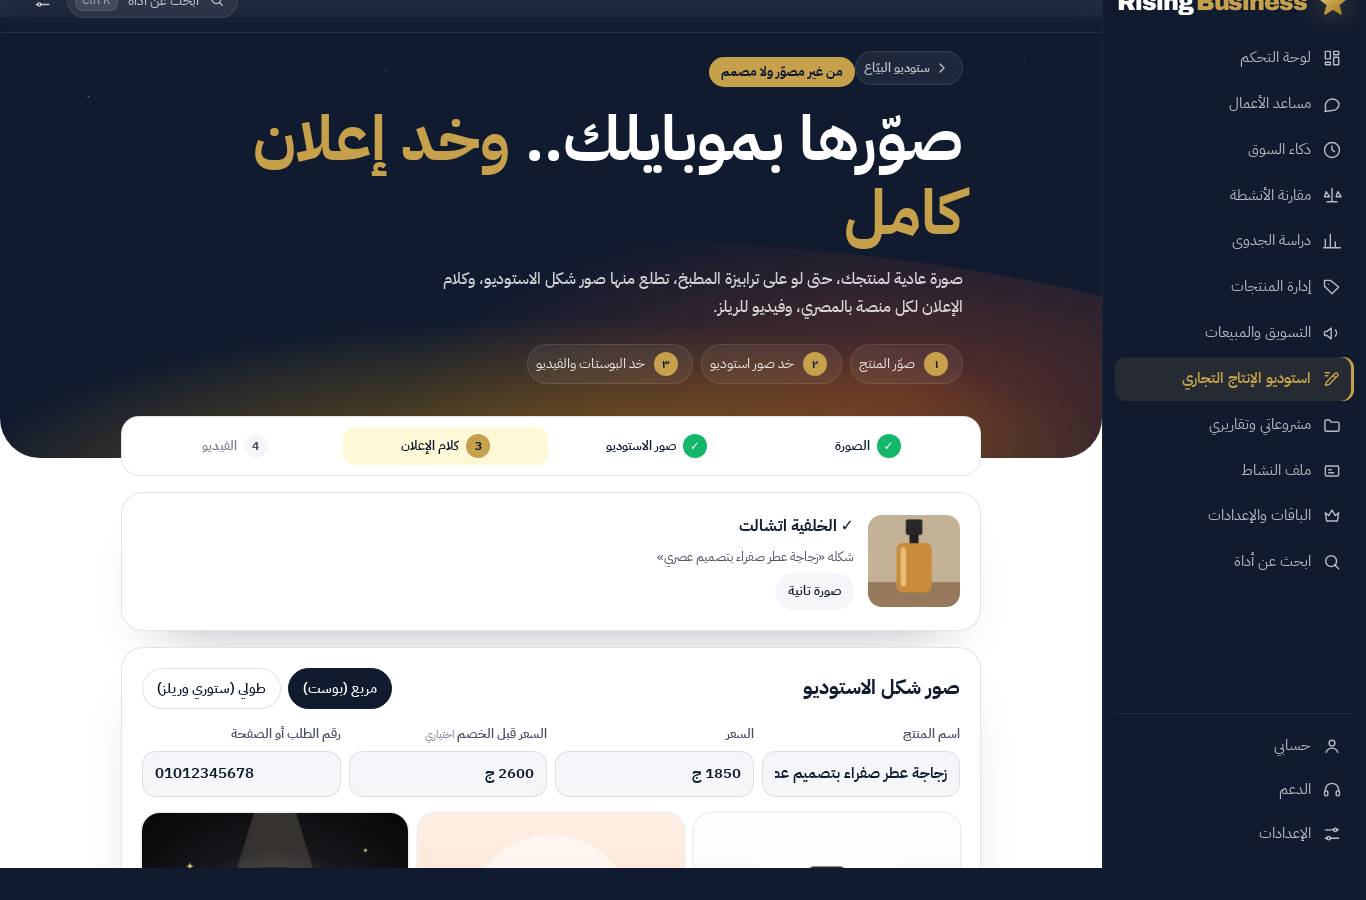 Rising Business
لوحة التحكم
مساعد الأعمال
ذكاء السوق
مقارنة الأنشطة
دراسة الجدوى
إدارة المنتجات
التسويق والمبيعات
استوديو الإنتاج التجاري
مشروعاتي وتقاريري
ملف النشاط
الباقات والإعدادات
ابحث عن أداة
حسابي
الدعم
الإعدادات
ابحث عن أداة Ctrl K
ستوديو البيّاع
من غير مصوّر ولا مصمم
صوّرها بموبايلك.. وخد إعلان
كامل
صورة عادية لمنتجك، حتى لو على ترابيزة المطبخ، تطلع منها صور شكل الاستوديو، وكلام
الإعلان لكل منصة بالمصري، وفيديو للريلز.
١ صوّر المنتج
٢ خد صور استوديو
٣ خد البوستات والفيديو
✓ الصورة
✓ صور الاستوديو
3 كلام الإعلان
4 الفيديو
✓ الخلفية اتشالت
شكله «زجاجة عطر صفراء بتصميم عصري»
صورة تانية
صور شكل الاستوديو
مربع (بوست)
طولي (ستوري وريلز)
اسم المنتج
السعر
السعر قبل الخصم اختياري
رقم الطلب أو الصفحة
زجاجة عطر صفراء بتصميم عص
1850 ج
2600 ج
01012345678